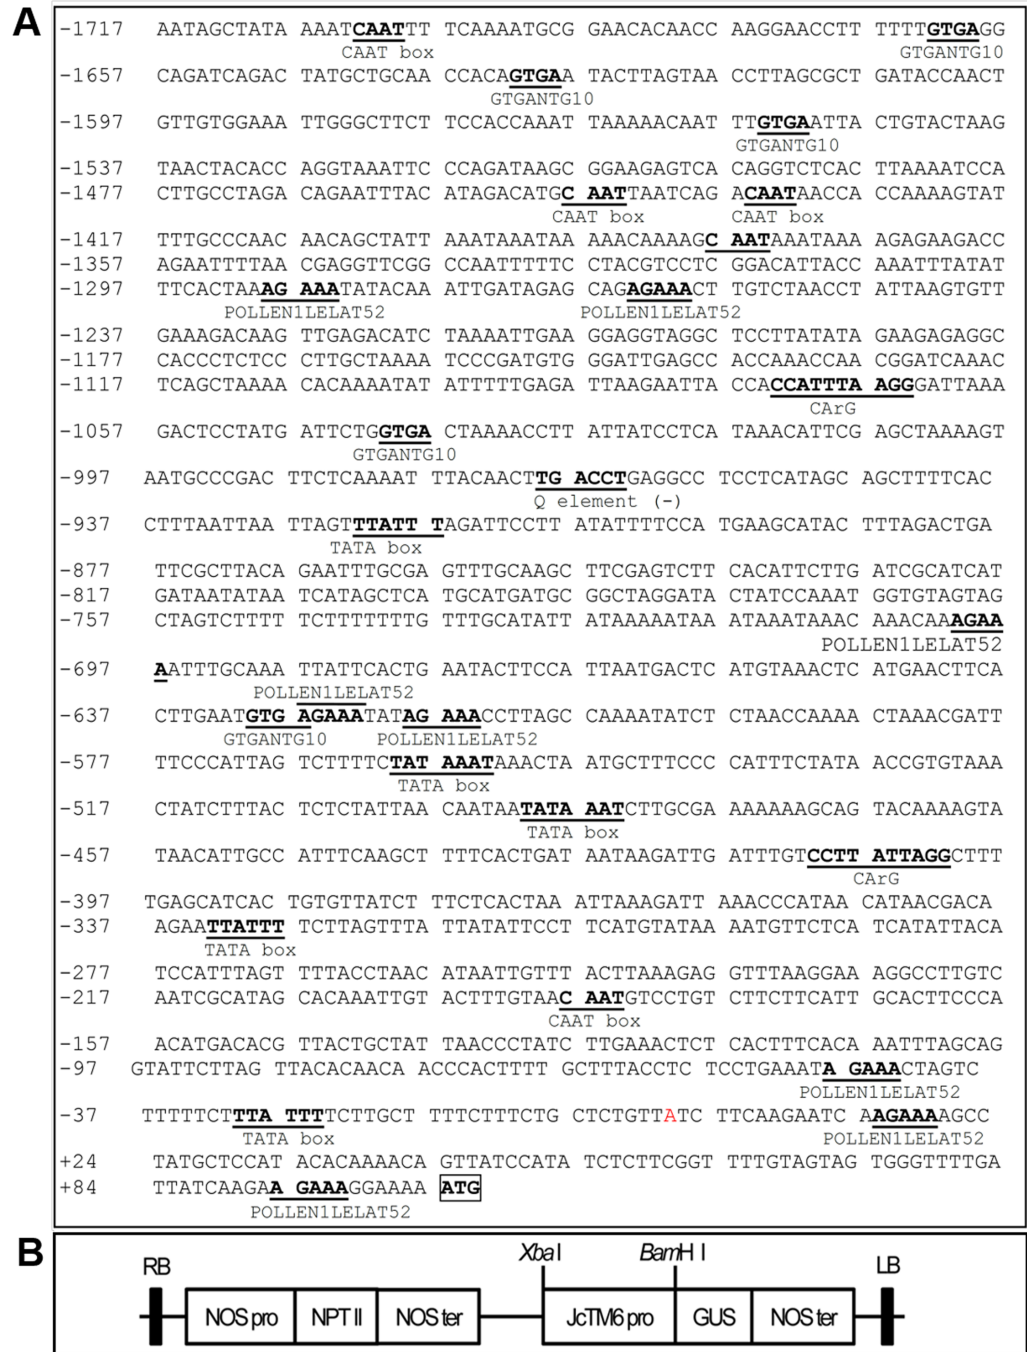 A
-1717 AATAGCTATA AAATCAATTT TCAAAATGCG GAACACAACC AAGGAACCTT TTTTGTGAGG
CAAT box GTGANTG10
-1657 CAGATCAGAC TATGCTGCAA CCACAGTGAA TACTTAGTAA CCTTAGCGCT GATACCAACT
GTGANTG10
-1597 GTTGTGGAAA TTGGGCTTCT TCCACCAAAT TAAAAACAAT TTGTGAATTA CTGTACTAAG
GTGANTG10
-1537 TAACTACACC AGGTAAATTC CCAGATAAGC GGAAGAGTCA CAGGTCTCAC TTAAAATCCA
-1477 CTTGCCTAGA CAGAATTTAC ATAGACATGC AATTAATCAG ACAATAACCA CCAAAAGTAT
CAAT box CAAT box
-1417 TTTGCCCAAC AACAGCTATT AAATAAATAA AAACAAAAGC AATAAATAAA AGAGAAGACC
-1357 AGAATTTTAA CGAGGTTCGG CCAATTTTTC CTACGTCCTC GGACATTACC AAATTTATAT
-1297 TTCACTAAAG AAATATACAA ATTGATAGAG CAGAGAAACT TGTCTAACCT ATTAAGTGTT
POLLEN1LELAT52 POLLEN1LELAT52
-1237 GAAAGACAAG TTGAGACATC TAAAATTGAA GGAGGTAGGC TCCTTATATA GAAGAGAGGC
-1177 CACCCTCTCC CTTGCTAAAA TCCCGATGTG GGATTGAGCC ACCAAACCAA CGGATCAAAC
-1117 TCAGCTAAAA CACAAAATAT ATTTTTGAGA TTAAGAATTA CCACCATTTA AGGGATTAAA
CArG
-1057 GACTCCTATG ATTCTGGTGA CTAAAACCTT ATTATCCTCA TAAACATTCG AGCTAAAAGT
GTGANTG10
-997 AATGCCCGAC TTCTCAAAAT TTACAACTTG ACCTGAGGCC TCCTCATAGC AGCTTTTCAC
Q element (-)
-937 CTTTAATTAA TTAGTTTATT TAGATTCCTT ATATTTTCCA TGAAGCATAC TTTAGACTGA
TATA box
-877 TTCGCTTACA GAATTTGCGA GTTTGCAAGC TTCGAGTCTT CACATTCTTG ATCGCATCAT
-817 GATAATATAA TCATAGCTCA TGCATGATGC GGCTAGGATA CTATCCAAAT GGTGTAGTAG
-757 CTAGTCTTTT TCTTTTTTTG TTTGCATATT ATAAAAATAA ATAAATAAAC AAACAAAGAA
POLLEN1LELAT52
-697 AAATTTGCAAA TTATTCACTG AATACTTCCA TTAATGACTC ATGTAAACTC ATGAACTTCA
POLLEN1LELAT52
-637 CTTGAATGTG AGAAATATAG AAACCTTAGC CAAAATATCT CTAACCAAAA CTAAACGATT
GTGANTG10 POLLEN1LELAT52
-577 TTCCCATTAG TCTTTTCTAT AAATAAACTA ATGCTTTCCC CATTTCTATA ACCGTGTAAA
TATA box
-517 CTATCTTTAC TCTCTATTAA CAATAATATA AATCTTGCGA AAAAAAGCAG TACAAAAGTA
TATA box
-457 TAACATTGCC ATTTCAAGCT TTTCACTGAT AATAAGATTG ATTTGTCCTT ATTAGGCTTT
CArG
-397 TGAGCATCAC TGTGTTATCT TTCTCACTAA ATTAAAGATT AAACCCATAA CATAACGACA
-337 AGAATTATTT TCTTAGTTTA TTATATTCCT TCATGTATAA AATGTTCTCA TCATATTACA
TATA box
-277 TCCATTTAGT TTTACCTAAC ATAATTGTTT ACTTAAAGAG GTTTAAGGAA AGGCCTTGTC
-217 AATCGCATAG CACAAATTGT ACTTTGTAAC AATGTCCTGT CTTCTTCATT GCACTTCCCA
CAAT box
-157 ACATGACACG TTACTGCTAT TAACCCTATC TTGAAACTCT CACTTTCACA AATTTAGCAG
-97 GTATTCTTAG TTACACAACA ACCCACTTTT GCTTTACCTC TCCTGAAATA GAAACTAGTC
POLLEN1LELAT52
-37 TTTTTCTTTA TTTTCTTGCT TTTCTTTCTG CTCTGTTATC TTCAAGAATC AAGAAAAGCC
TATA box POLLEN1LELAT52
+24 TATGCTCCAT ACACAAAACA GTTATCCATA TCTCTTCGGT TTTGTAGTAG TGGGTTTTGA
+84 TTATCAAGAA GAAAGGAAAA ATG
POLLEN1LELAT52
B
RB XbaI BamH I LB
NOS pro NPT II NOS ter JcTM6 pro GUS NOS ter